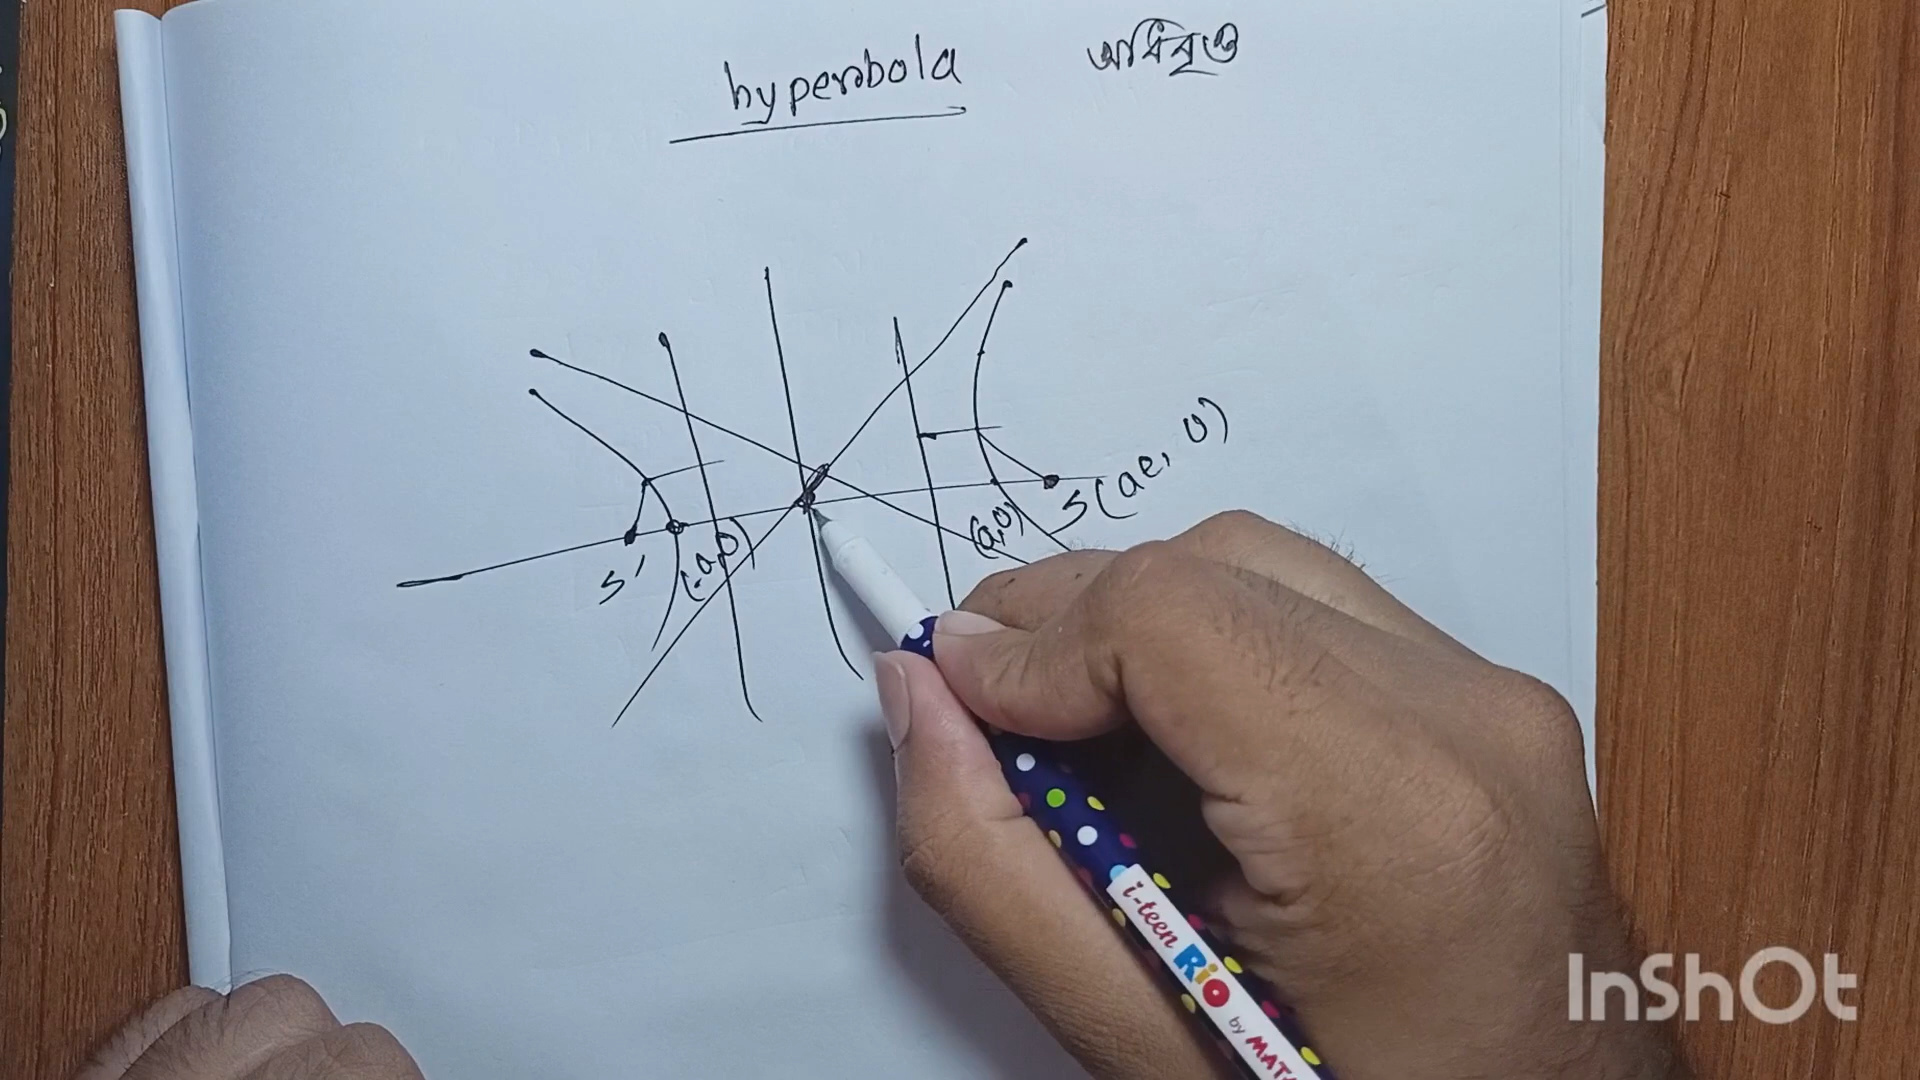 hyperbola অধিবৃত্ত
S(ae, 0)
(a,0)
S' (-a,0)
i-teen Rio by MATA
InShOt